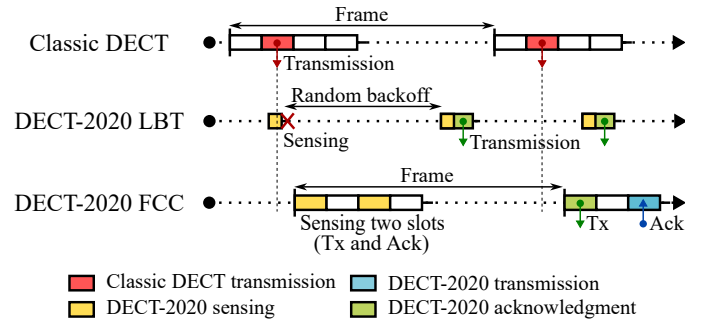 Frame
Classic DECT
Transmission
Random backoff
DECT-2020 LBT
Sensing
Transmission
Frame
DECT-2020 FCC
Sensing two slots
(Tx and Ack)
Tx
Ack
Classic DECT transmission
DECT-2020 transmission
DECT-2020 sensing
DECT-2020 acknowledgment